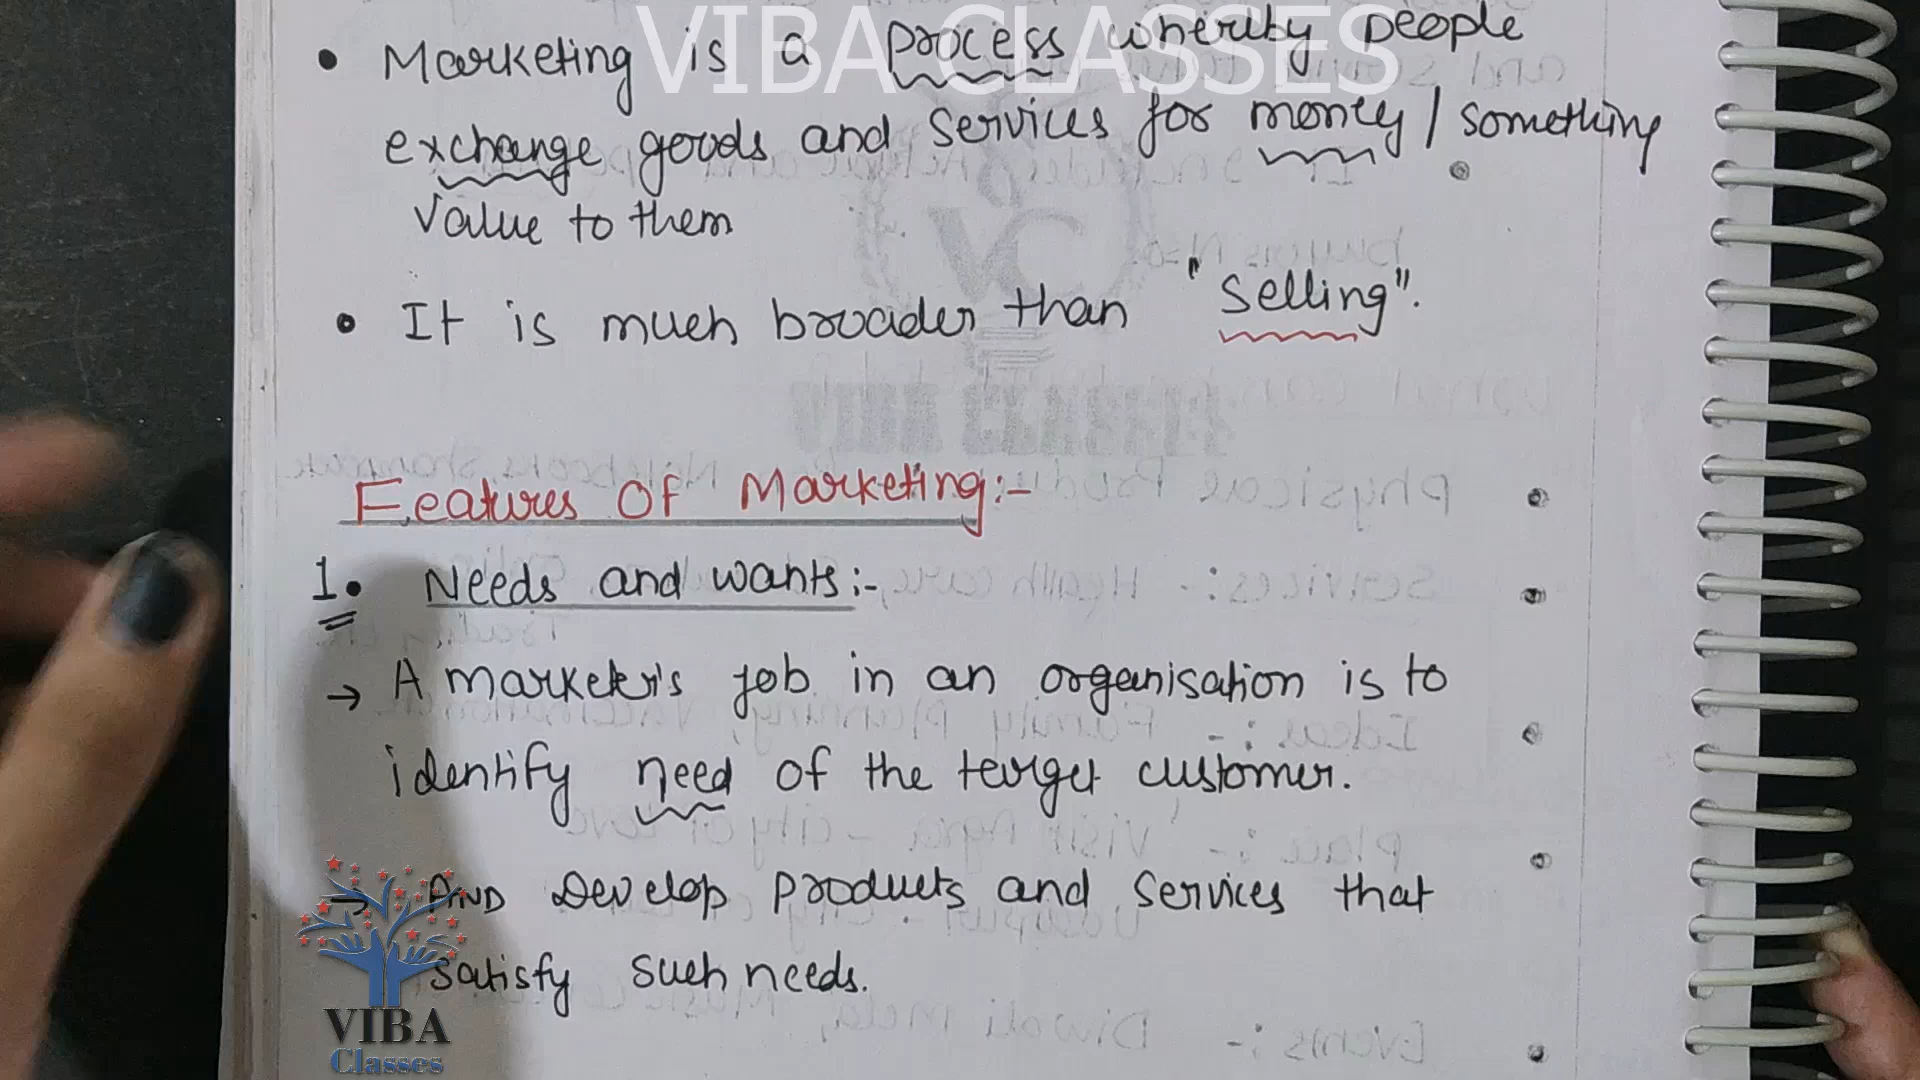 VIBA CLASSES
• Marketing is a process whereby people
exchange goods and services for money / something
value to them
• It is much broader than "Selling".
Features Of Marketing:-
1. Needs and wants:-
→ A marketer's job in an organisation is to
identify need of the target customer.
→ AND Develop products and services that
satisfy such needs.
VIBA
Classes